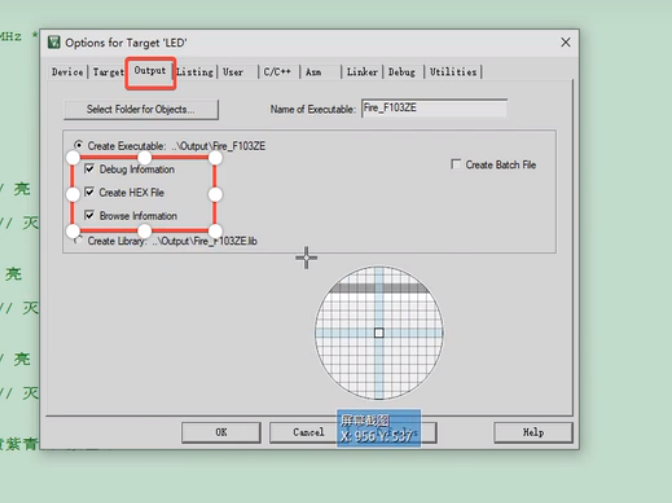 MHz *
Options for Target 'LED'
Device Target Output Listing User C/C++ Asm Linker Debug Utilities
Select Folder for Objects... Name of Executable: Fire_F103ZE
Create Executable: ..\Output\Fire_F103ZE
Debug Information Create Batch File
Create HEX File
Browse Information
Create Library: ..\Output\Fire_F103ZE.lib
/ 亮
// 灭
亮
// 灭
/ 亮
// 灭
紫青
屏幕截图
X: 956 Y: 537
OK Cancel Help